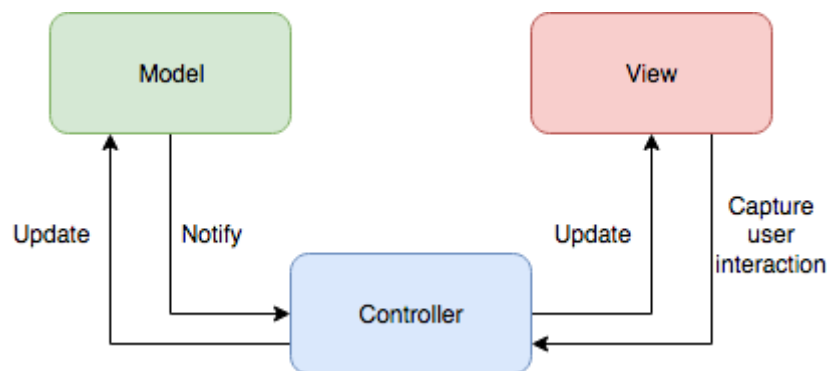 Model
View
Update
Notify
Update
Capture
user
interaction
Controller